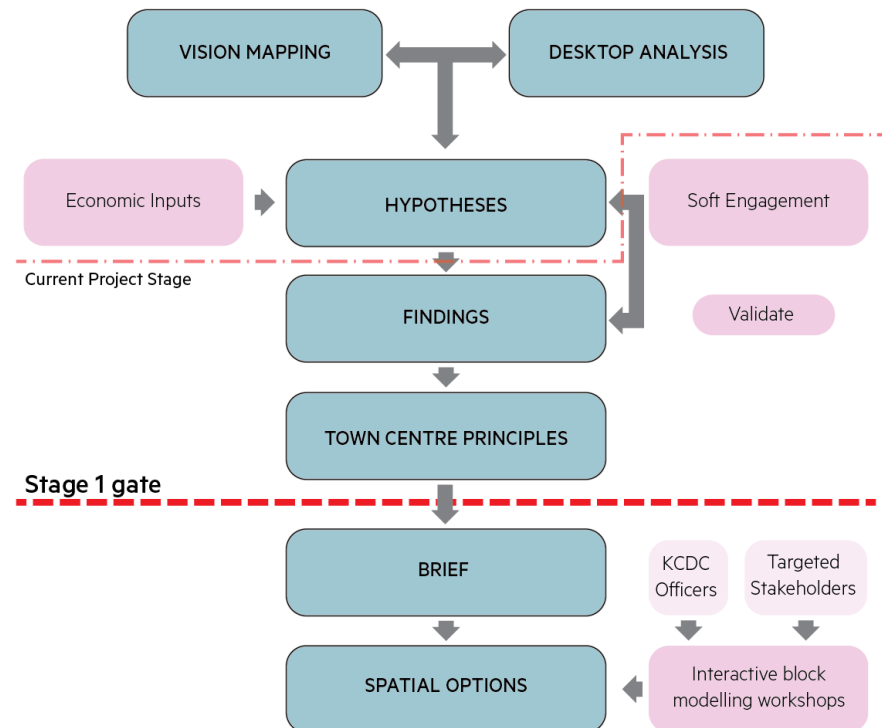 VISION MAPPING
DESKTOP ANALYSIS
Economic Inputs
HYPOTHESES
Soft Engagement
Current Project Stage
FINDINGS
Validate
TOWN CENTRE PRINCIPLES
Stage 1 gate
BRIEF
KCDC
Officers
Targeted
Stakeholders
SPATIAL OPTIONS
Interactive block
modelling workshops